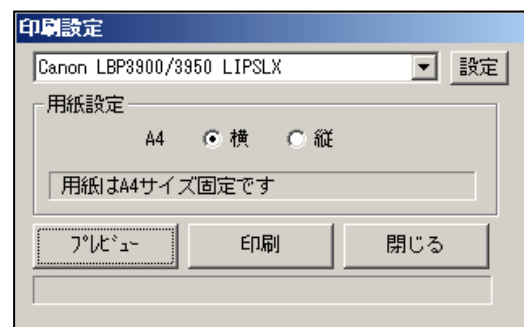 印刷設定
Canon LBP3900/3950 LIPSLX
設定
用紙設定
A4 横 縦
用紙はA4サイズ固定です
ﾌﾟﾚﾋﾞｭｰ 印刷 閉じる